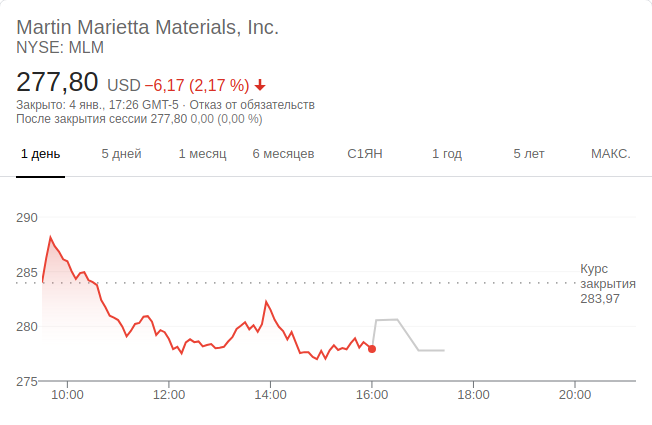 Martin Marietta Materials, Inc.
NYSE: MLM
277,80 USD −6,17 (2,17 %)
Закрыто: 4 янв., 17:26 GMT-5 · Отказ от обязательств
После закрытия сессии 277,80 0,00 (0,00 %)
1 день 5 дней 1 месяц 6 месяцев С1ЯН 1 год 5 лет МАКС.
290
285
280
275
Курс
закрытия
283,97
10:00 12:00 14:00 16:00 18:00 20:00